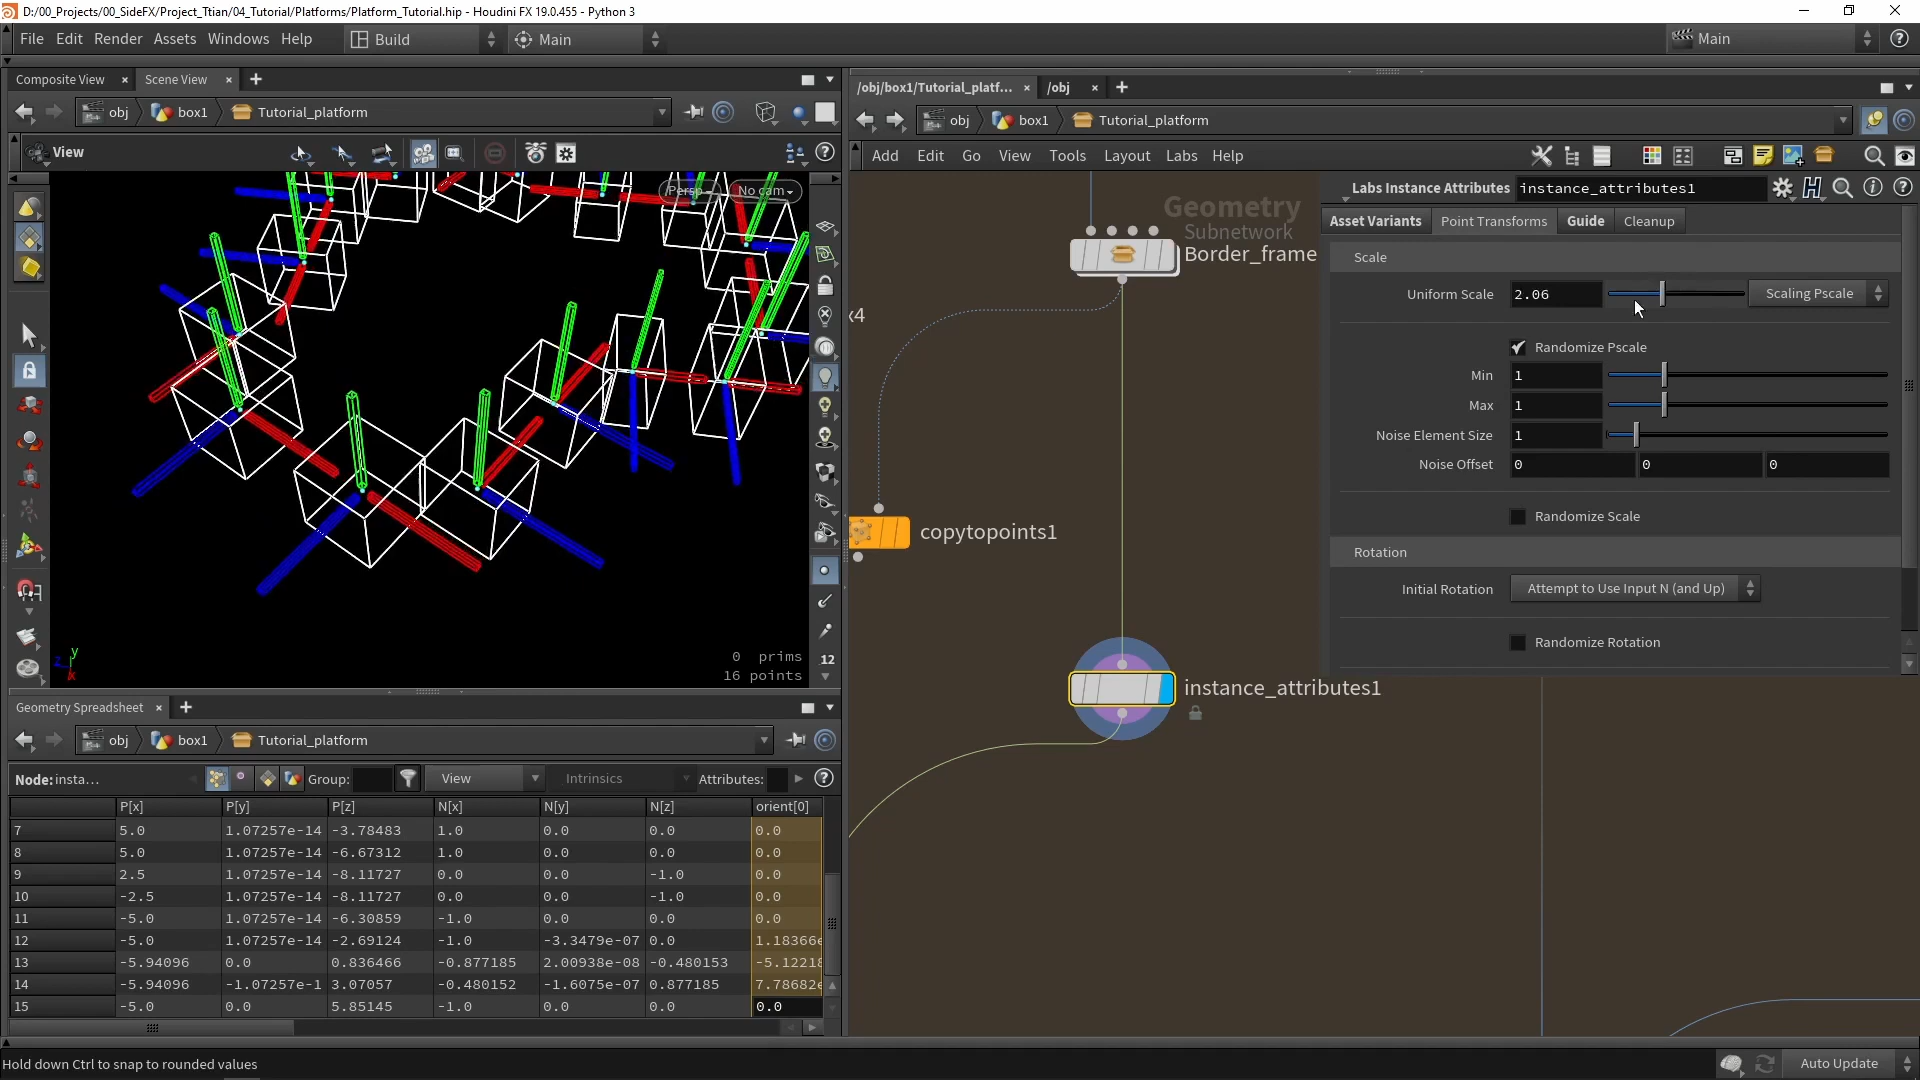 D:/00_Projects/00_SideFX/Project_Ttian/04_Tutorial/Platforms/Platform_Tutorial.hip - Houdini FX 19.0.455 - Python 3
File Edit Render Assets Windows Help Build Main Main
Composite View Scene View
obj box1 Tutorial_platform
View
Persp No cam
0 prims
16 points
12
y
z
x
/obj/box1/Tutorial_platf... /obj
obj box1 Tutorial_platform
Add Edit Go View Tools Layout Labs Help
Geometry
Subnetwork
Border_frame
x4
copytopoints1
instance_attributes1
Labs Instance Attributes instance_attributes1
Asset Variants Point Transforms Guide Cleanup
Scale
Uniform Scale 2.06 Scaling Pscale
Randomize Pscale
Min 1
Max 1
Noise Element Size 1
Noise Offset 0 0 0
Randomize Scale
Rotation
Initial Rotation Attempt to Use Input N (and Up)
Randomize Rotation
Geometry Spreadsheet
obj box1 Tutorial_platform
Node: insta... Group: View Intrinsics Attributes:
P[x] P[y] P[z] N[x] N[y] N[z] orient[0]
7 5.0 1.07257e-14 -3.78483 1.0 0.0 0.0 0.0
8 5.0 1.07257e-14 -6.67312 1.0 0.0 0.0 0.0
9 2.5 1.07257e-14 -8.11727 0.0 0.0 -1.0 0.0
10 -2.5 1.07257e-14 -8.11727 0.0 0.0 -1.0 0.0
11 -5.0 1.07257e-14 -6.30859 -1.0 0.0 0.0 0.0
12 -5.0 1.07257e-14 -2.69124 -1.0 -3.3479e-07 0.0 1.18366e
13 -5.94096 0.0 0.836466 -0.877185 2.00938e-08 -0.480153 -5.12218
14 -5.94096 -1.07257e-1 3.07057 -0.480152 -1.6075e-07 0.877185 7.78682e
15 -5.0 0.0 5.85145 -1.0 0.0 0.0 0.0
Hold down Ctrl to snap to rounded values Auto Update